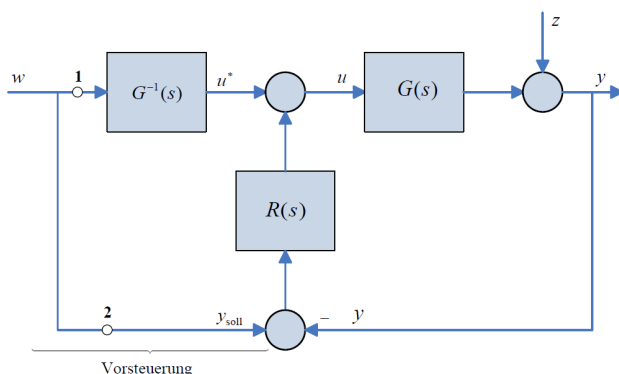 z
w
1
G⁻¹(s)
u*
u
G(s)
y
R(s)
2
y_soll
–
y
Vorsteuerung